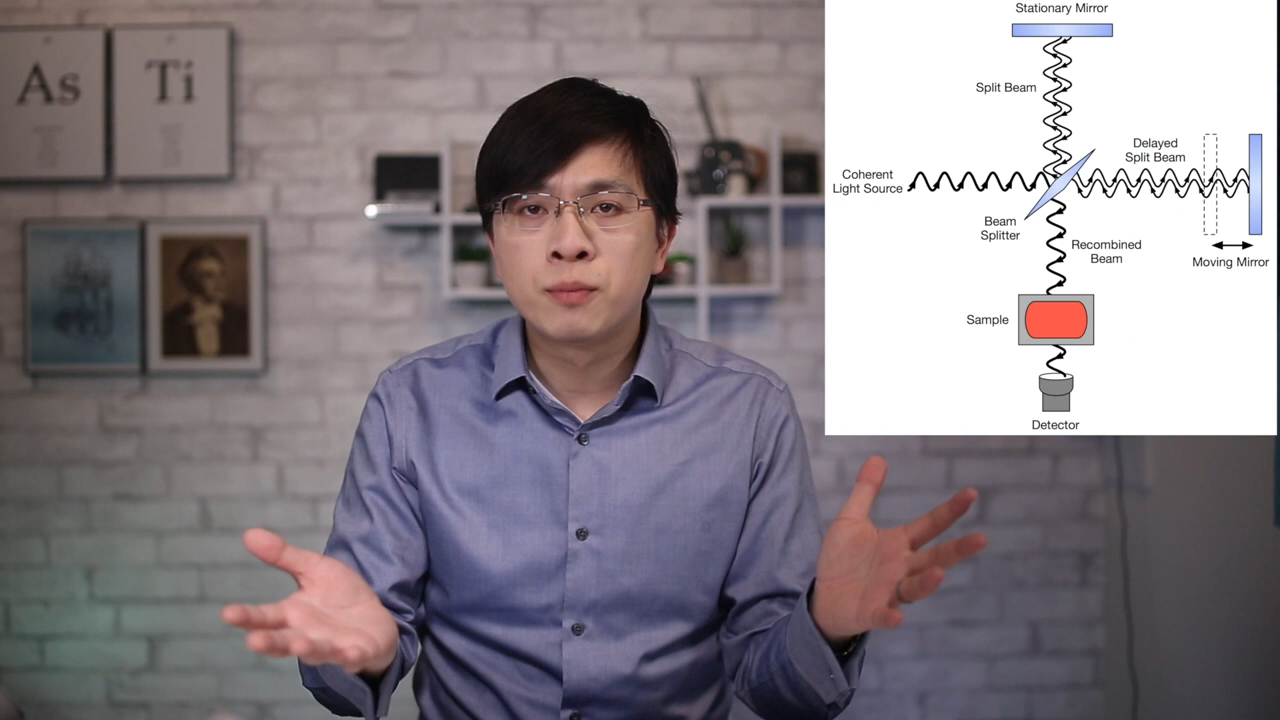 As
Ti
Stationary Mirror
Split Beam
Delayed
Split Beam
Coherent
Light Source
Beam
Splitter
Recombined
Beam
Moving Mirror
Sample
Detector